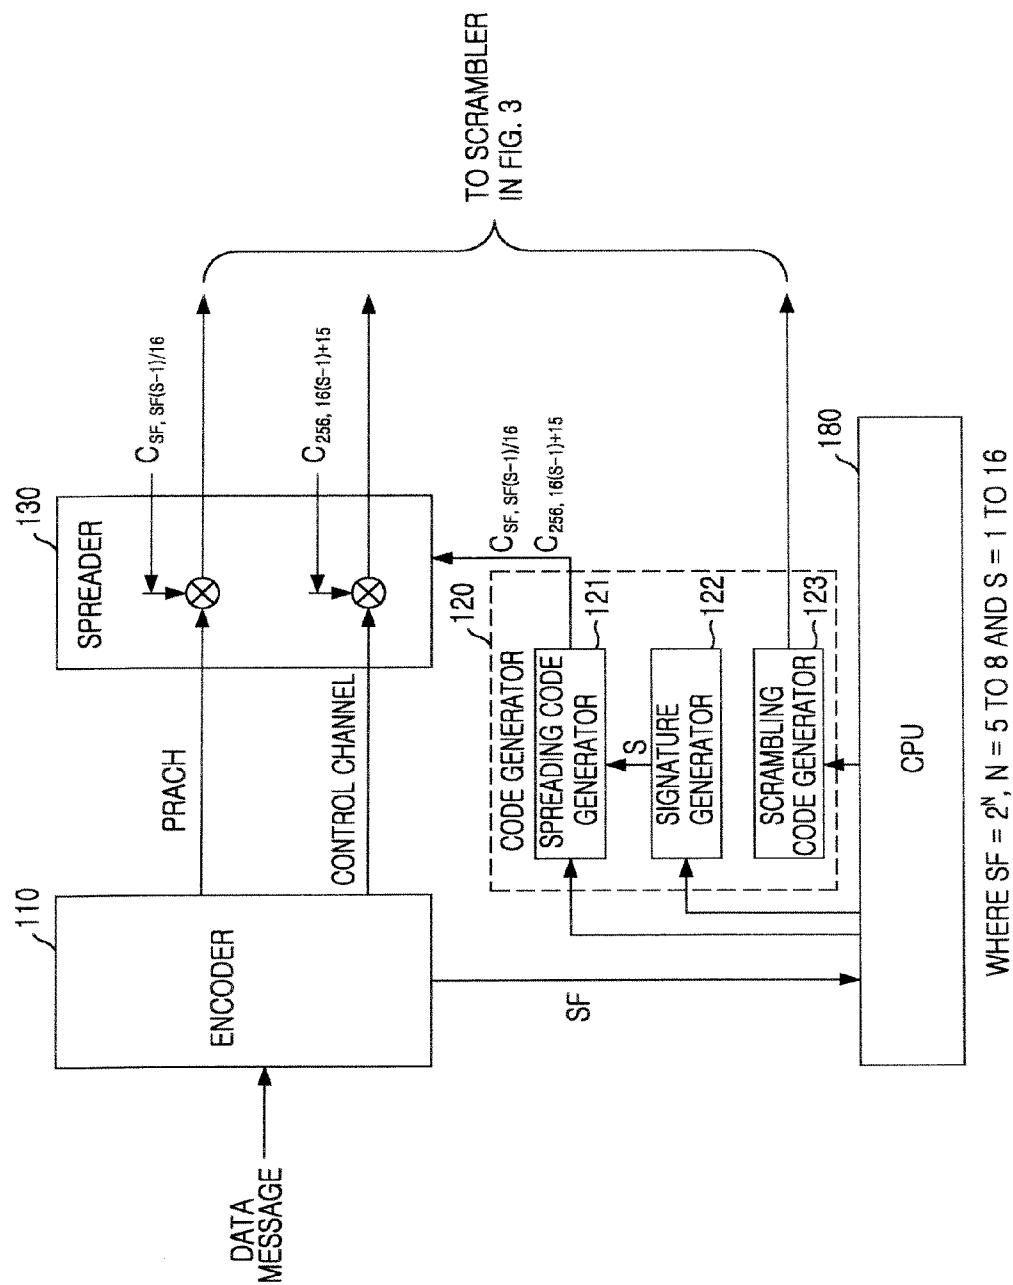 DATA
MESSAGE
110
ENCODER
PRACH
CONTROL CHANNEL
SF
130
SPREADER
C_SF, SF(S-1)/16
C_256, 16(S-1)+15
TO SCRAMBLER
IN FIG. 3
120
CODE GENERATOR
C_SF, SF(S-1)/16
C_256, 16(S-1)+15
SPREADING CODE
GENERATOR
121
S
SIGNATURE
GENERATOR
122
SCRAMBLING
CODE GENERATOR
123
180
CPU
WHERE SF = 2^N, N = 5 TO 8 AND S = 1 TO 16